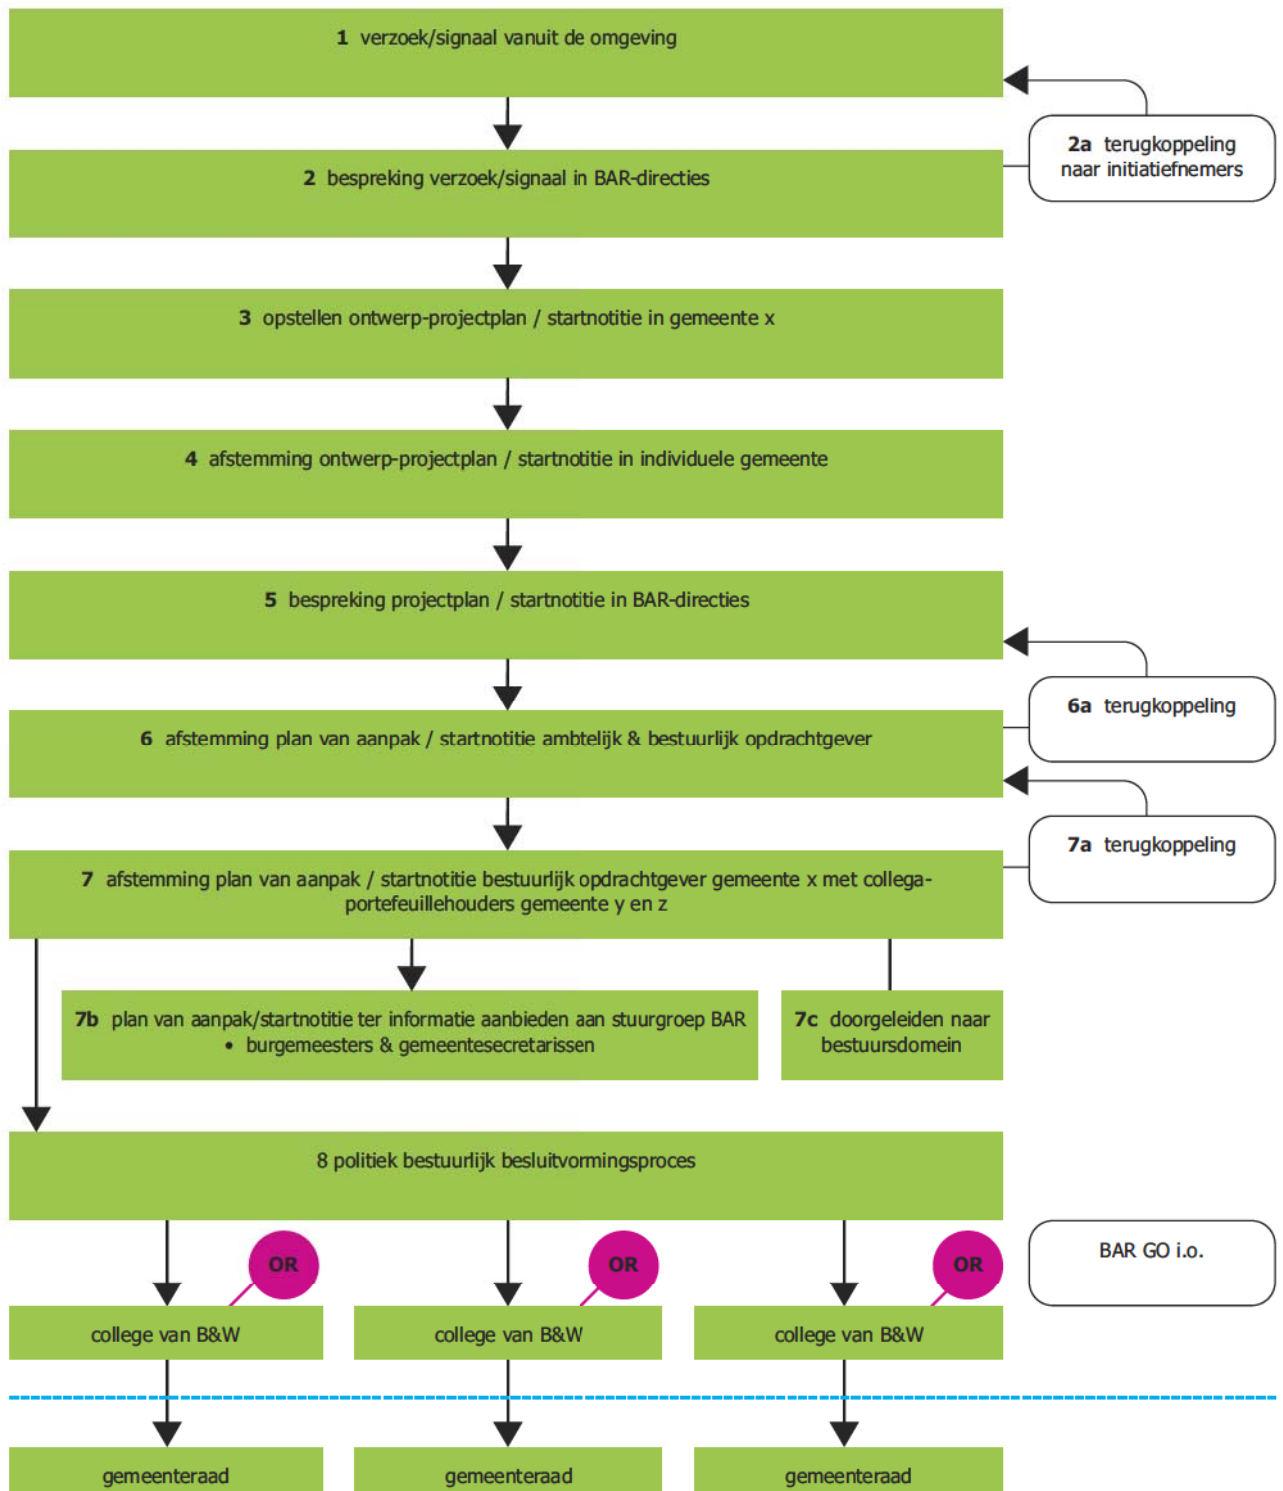 1 verzoek/signaal vanuit de omgeving
2a terugkoppeling
naar initiatiefnemers
2 bespreking verzoek/signaal in BAR-directies
3 opstellen ontwerp-projectplan / startnotitie in gemeente x
4 afstemming ontwerp-projectplan / startnotitie in individuele gemeente
5 bespreking projectplan / startnotitie in BAR-directies
6a terugkoppeling
6 afstemming plan van aanpak / startnotitie ambtelijk & bestuurlijk opdrachtgever
7a terugkoppeling
7 afstemming plan van aanpak / startnotitie bestuurlijk opdrachtgever gemeente x met collega-
portefeuillehouders gemeente y en z
7b plan van aanpak/startnotitie ter informatie aanbieden aan stuurgroep BAR
• burgemeesters & gemeentesecretarissen
7c doorgeleiden naar
bestuursdomein
8 politiek bestuurlijk besluitvormingsproces
OR
OR
OR
BAR GO i.o.
college van B&W
college van B&W
college van B&W
gemeenteraad
gemeenteraad
gemeenteraad